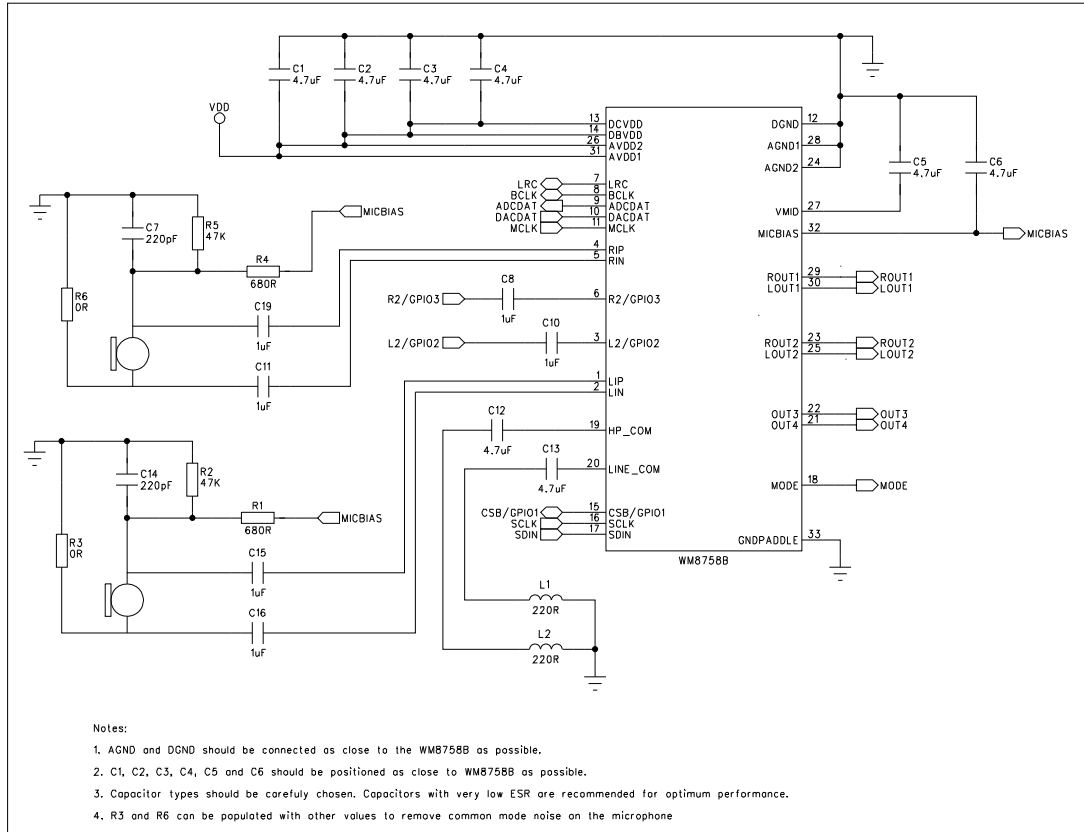 C1
4.7uF
C2
4.7uF
C3
4.7uF
C4
4.7uF
VDD
13 DCVDD
14 DBVDD
26 AVDD2
31 AVDD1
DGND 12
AGND1 28
AGND2 24
C5
4.7uF
C6
4.7uF
LRC 7 LRC
BCLK 8 BCLK
ADCDAT 9 ADCDAT
DACDAT 10 DACDAT
MCLK 11 MCLK
VMID 27
MICBIAS 32 MICBIAS
C7
220pF
R5
47K
MICBIAS
R4
680R
4 RIP
5 RIN
R6
0R
C19
1uF
C11
1uF
R2/GPIO3 C8 6 R2/GPIO3
1uF
L2/GPIO2 C10 3 L2/GPIO2
1uF
ROUT1 29 ROUT1
LOUT1 30 LOUT1
ROUT2 23 ROUT2
LOUT2 25 LOUT2
1 LIP
2 LIN
C12 19 HP_COM
4.7uF
C13 20 LINE_COM
4.7uF
OUT3 22 OUT3
OUT4 21 OUT4
MODE 18 MODE
C14
220pF
R2
47K
R1
680R
MICBIAS
CSB/GPIO1 15 CSB/GPIO1
SCLK 16 SCLK
SDIN 17 SDIN
GNDPADDLE 33
WM8758B
R3
0R
C15
1uF
C16
1uF
L1
220R
L2
220R
Notes:
1. AGND and DGND should be connected as close to the WM8758B as possible.
2. C1, C2, C3, C4, C5 and C6 should be positioned as close to WM8758B as possible.
3. Capacitor types should be carefuly chosen. Capacitors with very low ESR are recommended for optimum performance.
4. R3 and R6 can be populated with other values to remove common mode noise on the microphone